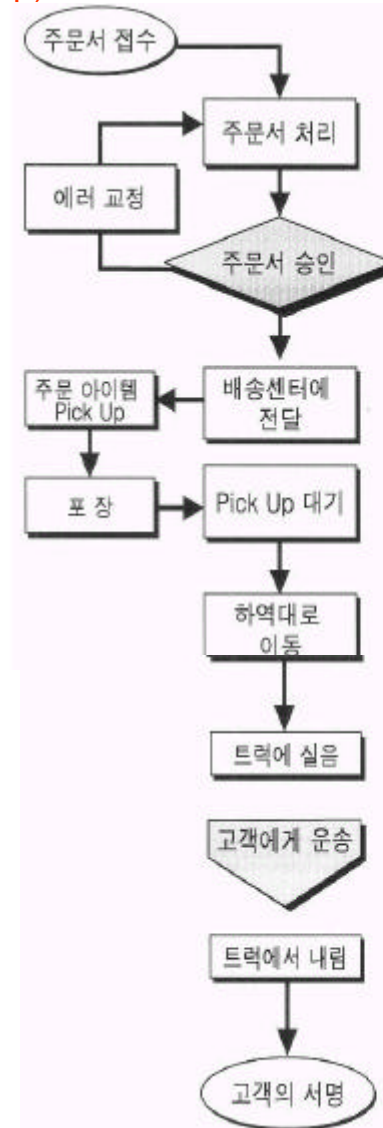 주문서 접수
주문서 처리
에러 교정
주문서 승인
배송센터에
전달
주문 아이템
Pick Up
포 장
Pick Up 대기
하역대로
이동
트럭에 실음
고객에게 운송
트럭에서 내림
고객의 서명